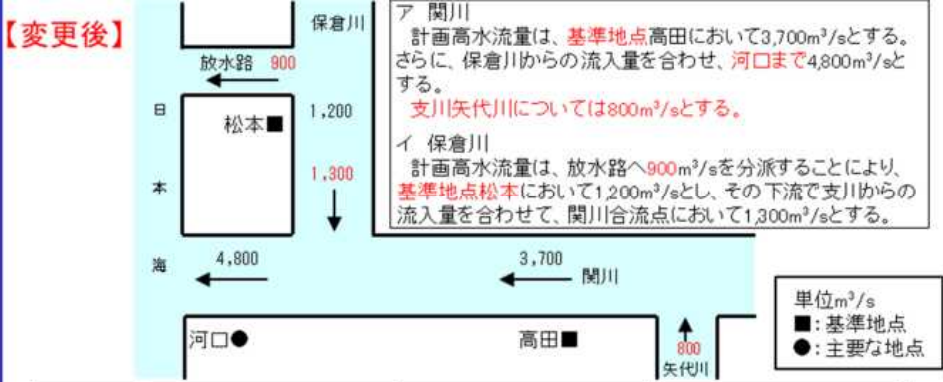 【変更後】
保倉川
放水路 900
日
本
海
松本■
1,200
1,300
4,800
3,700
関川
河口●
高田■
800
矢代川
ア 関川
計画高水流量は、基準地点高田において3,700m³/sとする。
さらに、保倉川からの流入量を合わせ、河口まで4,800m³/sと
する。
支川矢代川については800m³/sとする。
イ 保倉川
計画高水流量は、放水路へ900m³/sを分派することにより、
基準地点松本において1,200m³/sとし、その下流で支川からの
流入量を合わせて、関川合流点において1,300m³/sとする。
単位m³/s
■:基準地点
●:主要な地点